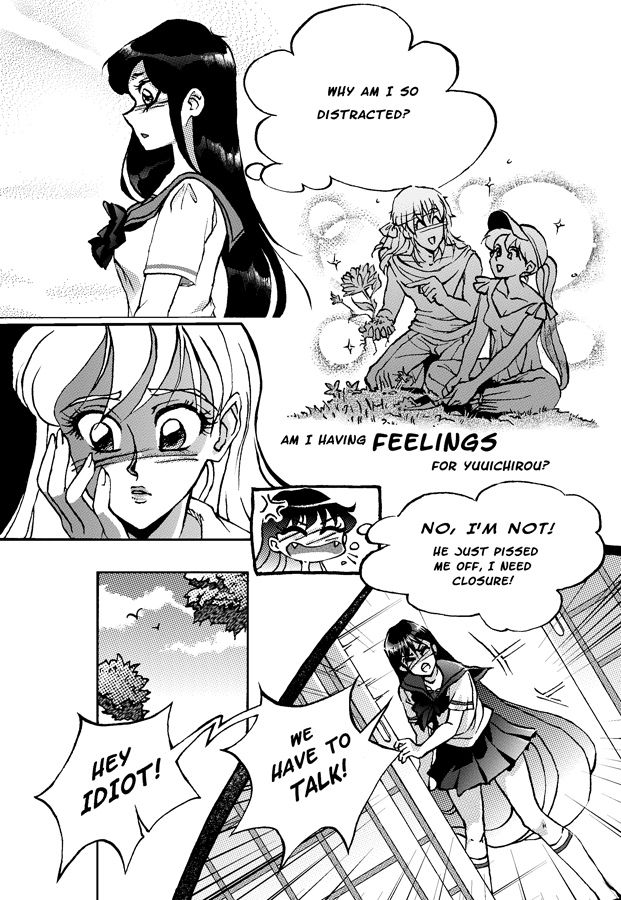 WHY AM I SO
DISTRACTED?
AM I HAVING FEELINGS
FOR YUUICHIROU?
NO, I'M NOT!
HE JUST PISSED
ME OFF, I NEED
CLOSURE!
HEY
IDIOT!
WE
HAVE TO
TALK!